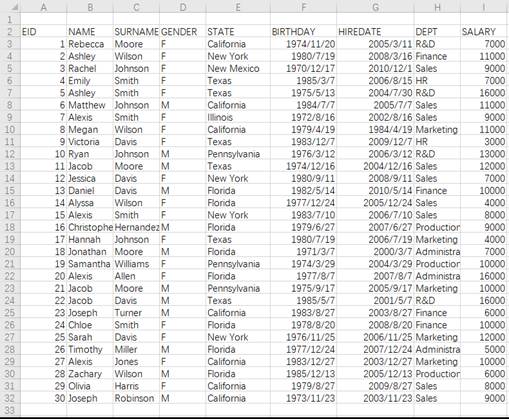 A B C D E F G H I
1
2 EID NAME SURNAME GENDER STATE BIRTHDAY HIREDATE DEPT SALARY
3 1 Rebecca Moore F California 1974/11/20 2005/3/11 R&D 7000
4 2 Ashley Wilson F New York 1980/7/19 2008/3/16 Finance 11000
5 3 Rachel Johnson F New Mexico 1970/12/17 2010/12/1 Sales 9000
6 4 Emily Smith F Texas 1985/3/7 2006/8/15 HR 7000
7 5 Ashley Smith F Texas 1975/5/13 2004/7/30 R&D 16000
8 6 Matthew Johnson M California 1984/7/7 2005/7/7 Sales 11000
9 7 Alexis Smith F Illinois 1972/8/16 2002/8/16 Sales 9000
10 8 Megan Wilson F California 1979/4/19 1984/4/19 Marketing 11000
11 9 Victoria Davis F Texas 1983/12/7 2009/12/7 HR 3000
12 10 Ryan Johnson M Pennsylvania 1976/3/12 2006/3/12 R&D 13000
13 11 Jacob Moore M Texas 1974/12/16 2004/12/16 Sales 12000
14 12 Jessica Davis F New York 1980/9/11 2008/9/11 Sales 7000
15 13 Daniel Davis M Florida 1982/5/14 2010/5/14 Finance 10000
16 14 Alyssa Wilson F Florida 1977/12/24 2005/12/24 Sales 4000
17 15 Alexis Smith F New York 1983/7/10 2006/7/10 Sales 8000
18 16 Christophe Hernandez M Florida 1979/6/27 2007/6/27 Production 9000
19 17 Hannah Johnson F Texas 1980/7/19 2006/7/19 Marketing 4000
20 18 Jonathan Moore M Florida 1971/3/7 2000/3/7 Administra 7000
21 19 Samantha Williams F Pennsylvania 1974/3/29 2004/3/29 Production 10000
22 20 Alexis Allen F Florida 1977/8/7 2007/8/7 Administra 16000
23 21 Jacob Moore M Pennsylvania 1975/9/17 2005/9/17 Marketing 10000
24 22 Jacob Davis M Texas 1985/5/7 2001/5/7 R&D 16000
25 23 Joseph Turner M California 1983/8/27 2003/8/27 Finance 6000
26 24 Chloe Smith F Florida 1978/8/20 2008/8/20 Finance 10000
27 25 Sarah Davis F New York 1976/11/25 2006/11/25 Marketing 12000
28 26 Timothy Miller M Florida 1977/12/24 2007/12/24 Administra 5000
29 27 Alexis Jones F California 1983/12/27 2003/12/27 Marketing 10000
30 28 Zachary Wilson M Florida 1985/12/13 2005/12/13 Production 6000
31 29 Olivia Harris F California 1979/8/27 2009/8/27 Sales 8000
32 30 Joseph Robinson M California 1973/11/23 2003/11/23 Sales 9000
33